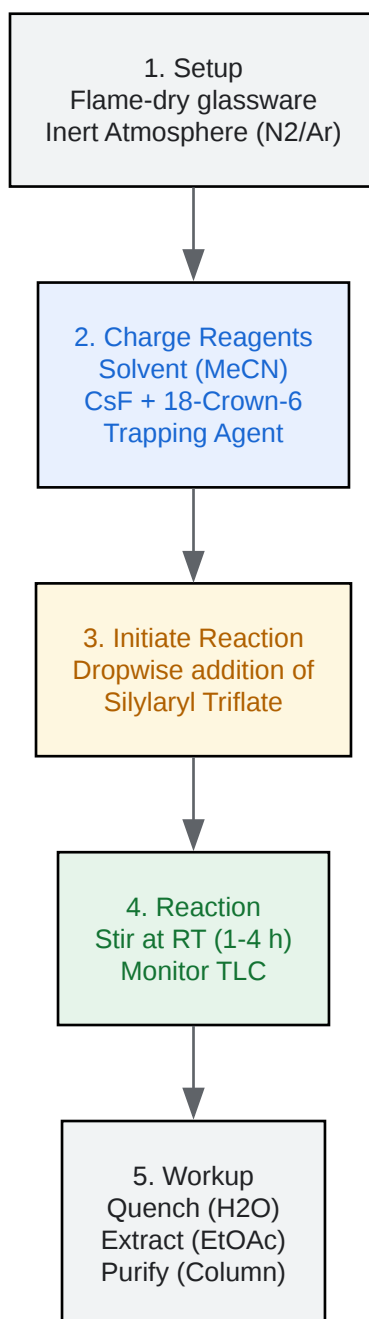 1. Setup
Flame-dry glassware
Inert Atmosphere (N2/Ar)
2. Charge Reagents
Solvent (MeCN)
CsF + 18-Crown-6
Trapping Agent
3. Initiate Reaction
Dropwise addition of
Silylaryl Triflate
4. Reaction
Stir at RT (1-4 h)
Monitor TLC
5. Workup
Quench (H2O)
Extract (EtOAc)
Purify (Column)